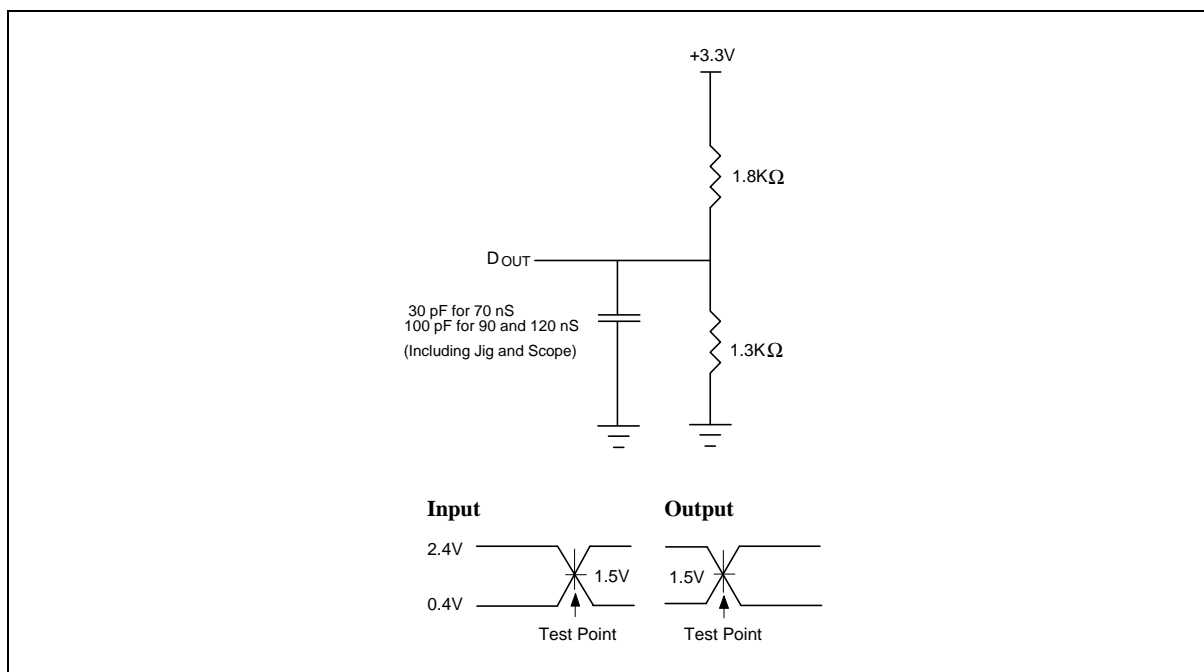 +3.3V
1.8KΩ
DOUT
30 pF for 70 nS
100 pF for 90 and 120 nS
(Including Jig and Scope)
1.3KΩ
Input
Output
2.4V
1.5V
1.5V
0.4V
Test Point
Test Point